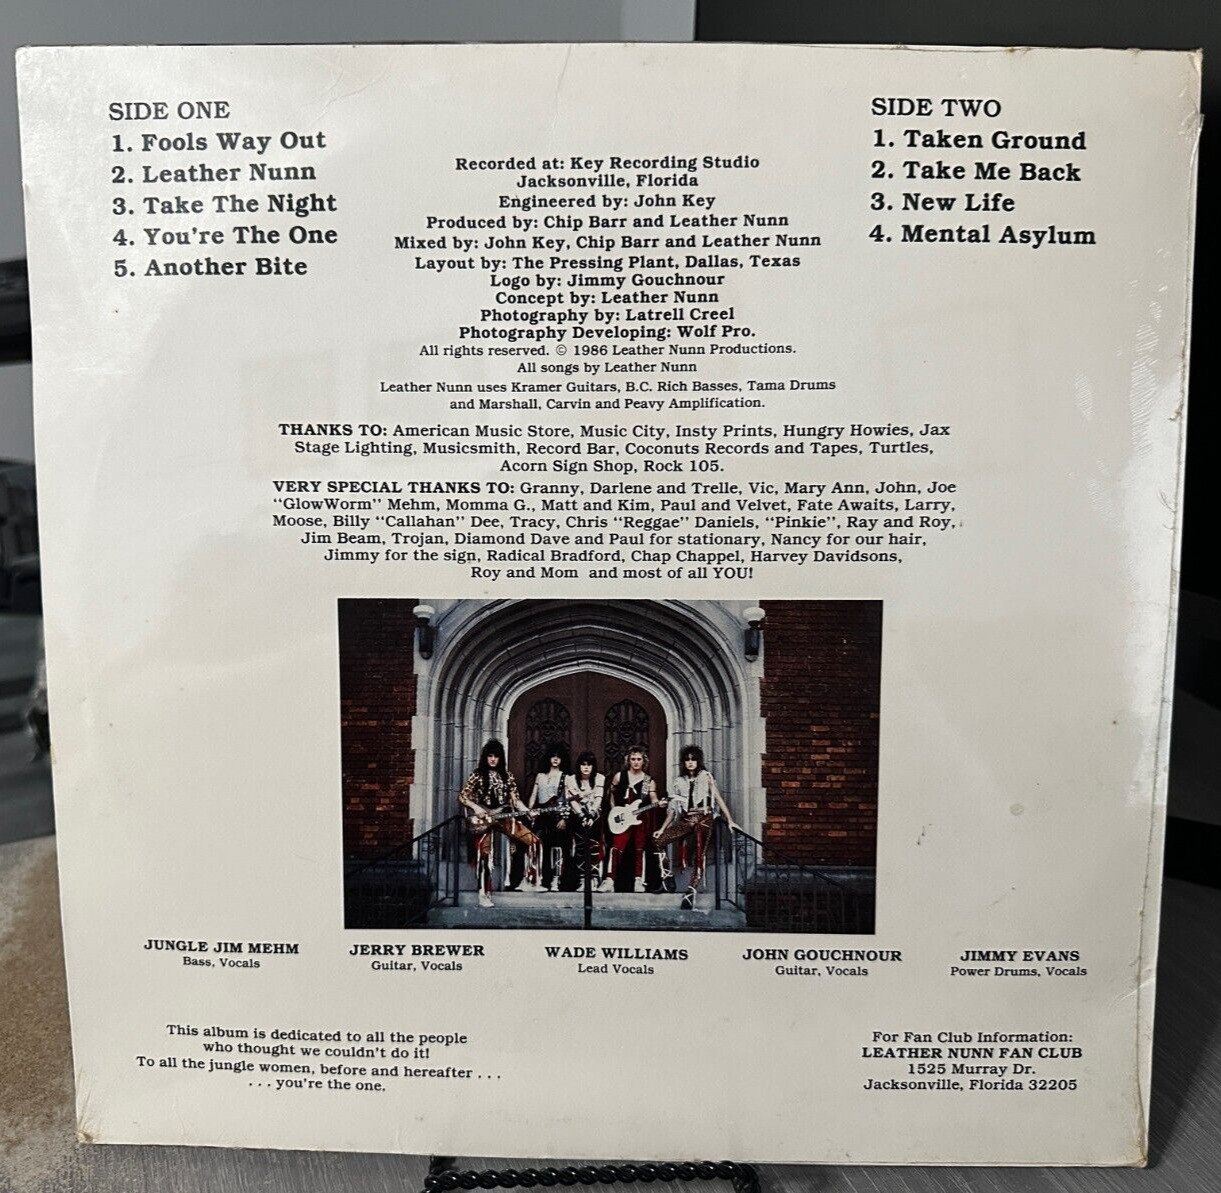 SIDE ONE
1. Fools Way Out
2. Leather Nunn
3. Take The Night
4. You're The One
5. Another Bite
SIDE TWO
1. Taken Ground
2. Take Me Back
3. New Life
4. Mental Asylum
Recorded at: Key Recording Studio
Jacksonville, Florida
Engineered by: John Key
Produced by: Chip Barr and Leather Nunn
Mixed by: John Key, Chip Barr and Leather Nunn
Layout by: The Pressing Plant, Dallas, Texas
Logo by: Jimmy Gouchnour
Concept by: Leather Nunn
Photography by: Latrell Creel
Photography Developing: Wolf Pro.
All rights reserved. © 1986 Leather Nunn Productions.
All songs by Leather Nunn
Leather Nunn uses Kramer Guitars, B.C. Rich Basses, Tama Drums
and Marshall, Carvin and Peavy Amplification.
THANKS TO: American Music Store, Music City, Insty Prints, Hungry Howies, Jax
Stage Lighting, Musicsmith, Record Bar, Coconuts Records and Tapes, Turtles,
Acorn Sign Shop, Rock 105.
VERY SPECIAL THANKS TO: Granny, Darlene and Trelle, Vic, Mary Ann, John, Joe
"GlowWorm" Mehm, Momma G., Matt and Kim, Paul and Velvet, Fate Awaits, Larry,
Moose, Billy "Callahan" Dee, Tracy, Chris "Reggae" Daniels, "Pinkie", Ray and Roy,
Jim Beam, Trojan, Diamond Dave and Paul for stationary, Nancy for our hair,
Jimmy for the sign, Radical Bradford, Chap Chappel, Harvey Davidsons,
Roy and Mom and most of all YOU!
JUNGLE JIM MEHM
Bass, Vocals
JERRY BREWER
Guitar, Vocals
WADE WILLIAMS
Lead Vocals
JOHN GOUCHNOUR
Guitar, Vocals
JIMMY EVANS
Power Drums, Vocals
This album is dedicated to all the people
who thought we couldn't do it!
To all the jungle women, before and hereafter . . .
. . . you're the one.
For Fan Club Information:
LEATHER NUNN FAN CLUB
1525 Murray Dr.
Jacksonville, Florida 32205